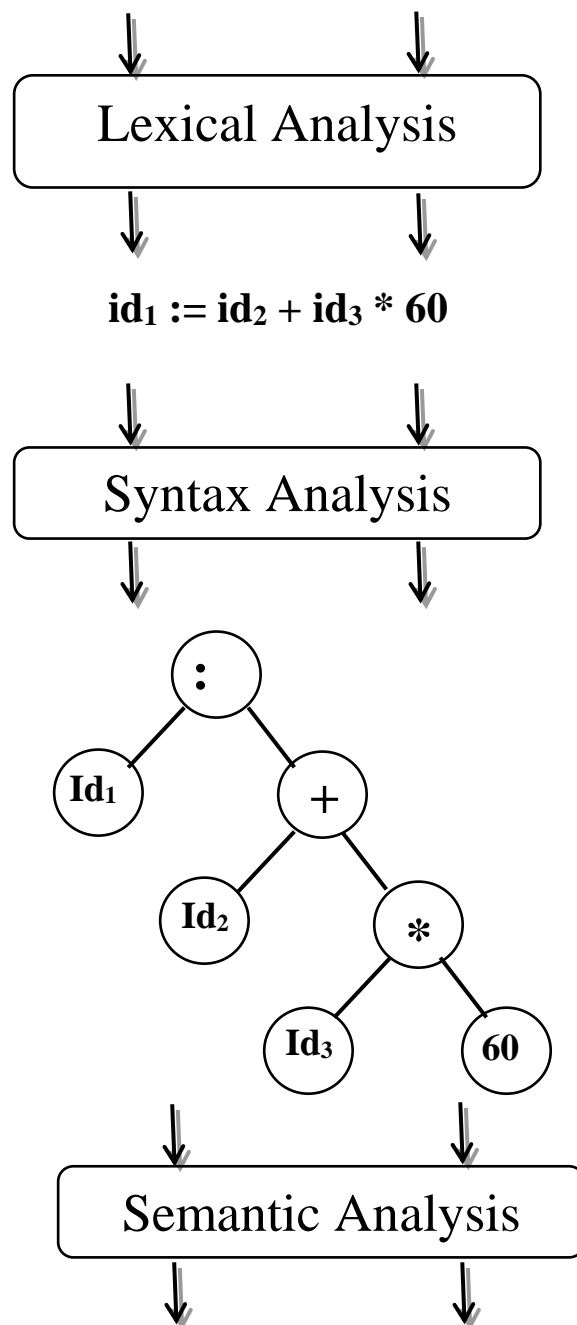 Lexical Analysis
id₁ := id₂ + id₃ * 60
Syntax Analysis
:
Id₁
+
Id₂
*
Id₃
60
Semantic Analysis